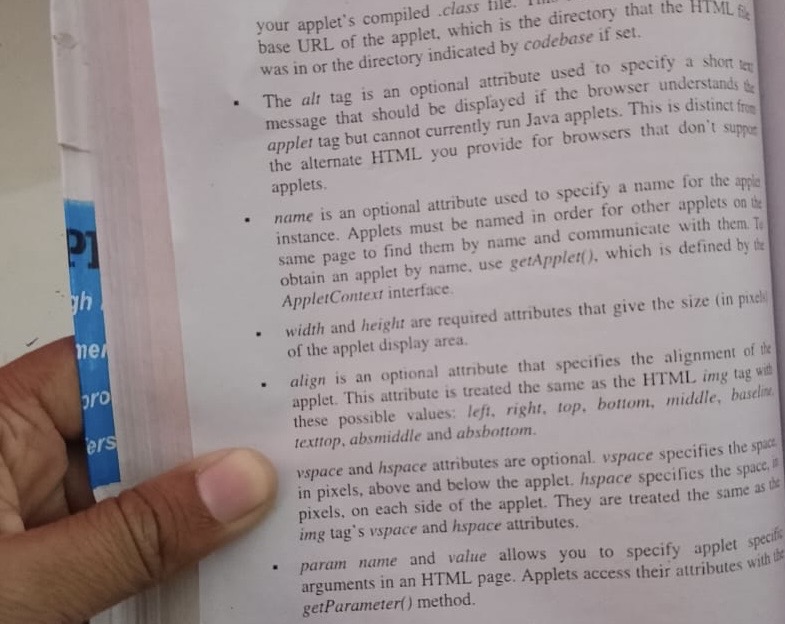 your applet's compiled .class file.
base URL of the applet, which is the directory that the HTML file
was in or the directory indicated by codebase if set.
• The alt tag is an optional attribute used to specify a short text
message that should be displayed if the browser understands the
applet tag but cannot currently run Java applets. This is distinct from
the alternate HTML you provide for browsers that don't support
applets.
• name is an optional attribute used to specify a name for the applet
instance. Applets must be named in order for other applets on the
same page to find them by name and communicate with them. To
obtain an applet by name, use getApplet(), which is defined by the
AppletContext interface.
• width and height are required attributes that give the size (in pixels)
of the applet display area.
• align is an optional attribute that specifies the alignment of the
applet. This attribute is treated the same as the HTML img tag with
these possible values: left, right, top, bottom, middle, baseline,
texttop, absmiddle and absbottom.
vspace and hspace attributes are optional. vspace specifies the space,
in pixels, above and below the applet. hspace specifies the space, in
pixels, on each side of the applet. They are treated the same as the
img tag's vspace and hspace attributes.
• param name and value allows you to specify applet specific
arguments in an HTML page. Applets access their attributes with the
getParameter() method.
gh
ners
pro
ers